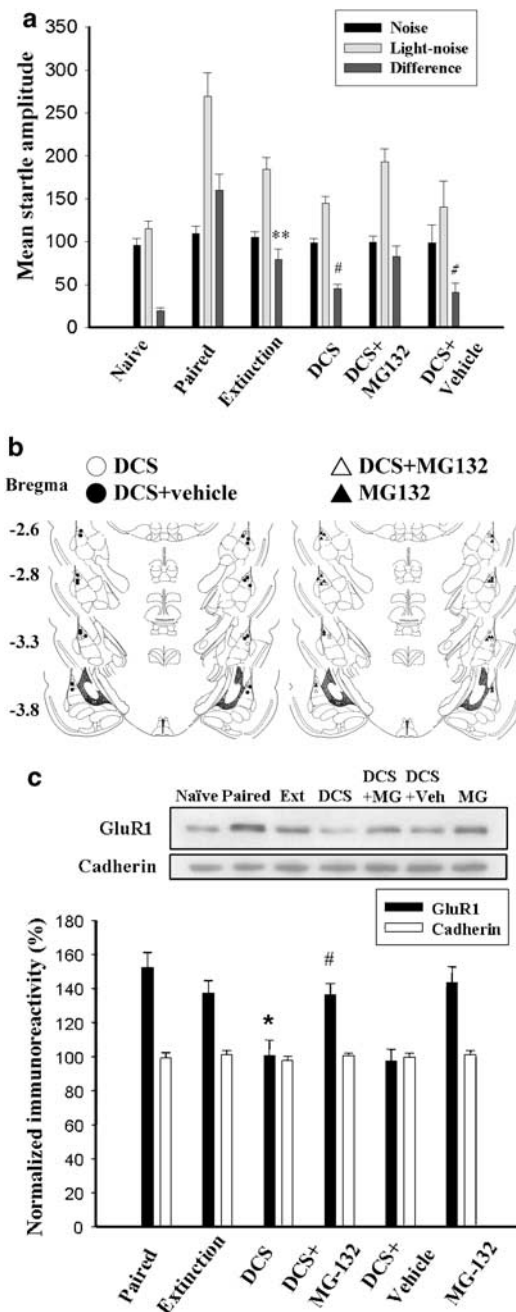 a
Noise
Light-noise
Difference
Mean startle amplitude
350
300
250
200
150
100
50
0
**
#
#
Naive
Paired
Extinction
DCS
DCS+
MG132
DCS+
Vehicle
b
DCS
DCS+MG132
Bregma
DCS+vehicle
MG132
-2.6
-2.8
-3.3
-3.8
c
Naïve Paired Ext DCS DCS +MG DCS +Veh MG
GluR1
Cadherin
GluR1
Cadherin
Normalized immunoreactivity (%)
180
160
140
120
100
80
60
40
20
0
*
#
Paired
Extinction
DCS
DCS+
MG-132
DCS+
Vehicle
MG-132